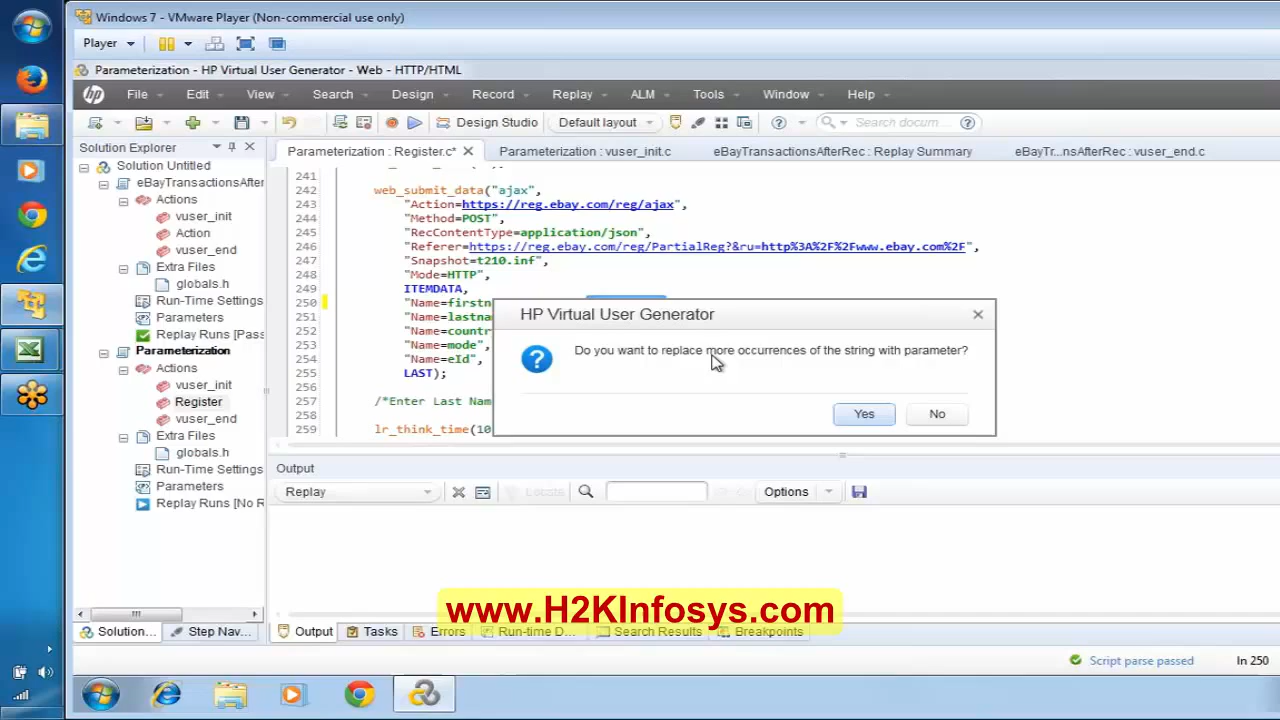 Windows 7 - VMware Player (Non-commercial use only)
Player
Parameterization - HP Virtual User Generator - Web - HTTP/HTML
hp File Edit View Search Design Record Replay ALM Tools Window Help
Design Studio Default layout Search docum
Solution Explorer
Parameterization : Register.c* Parameterization : vuser_init.c eBayTransactionsAfterRec : Replay Summary eBayTr...nsAfterRec : vuser_end.c
Solution Untitled
eBayTransactionsAfter
Actions
vuser_init
Action
vuser_end
Extra Files
globals.h
Run-Time Settings
Parameters
Replay Runs [Pass
Parameterization
Actions
vuser_init
Register
vuser_end
Extra Files
globals.h
Run-Time Settings
Parameters
Replay Runs [No R
241
242 web_submit_data("ajax",
243 "Action=https://reg.ebay.com/reg/ajax",
244 "Method=POST",
245 "RecContentType=application/json",
246 "Referer=https://reg.ebay.com/reg/PartialReg?&ru=http%3A%2F%2Fwww.ebay.com%2F",
247 "Snapshot=t210.inf",
248 "Mode=HTTP",
249 ITEMDATA,
250 "Name=firstn
251 "Name=lastna
252 "Name=countr
253 "Name=mode",
254 "Name=eId",
255 LAST);
256
257 /*Enter Last Nam
258
259 lr_think_time(10
HP Virtual User Generator
Do you want to replace more occurrences of the string with parameter?
Yes No
Output
Replay Locate Options
www.H2KInfosys.com
Solution... Step Nav...
Output Tasks Errors Run-time D... Search Results Breakpoints
Script parse passed ln 250